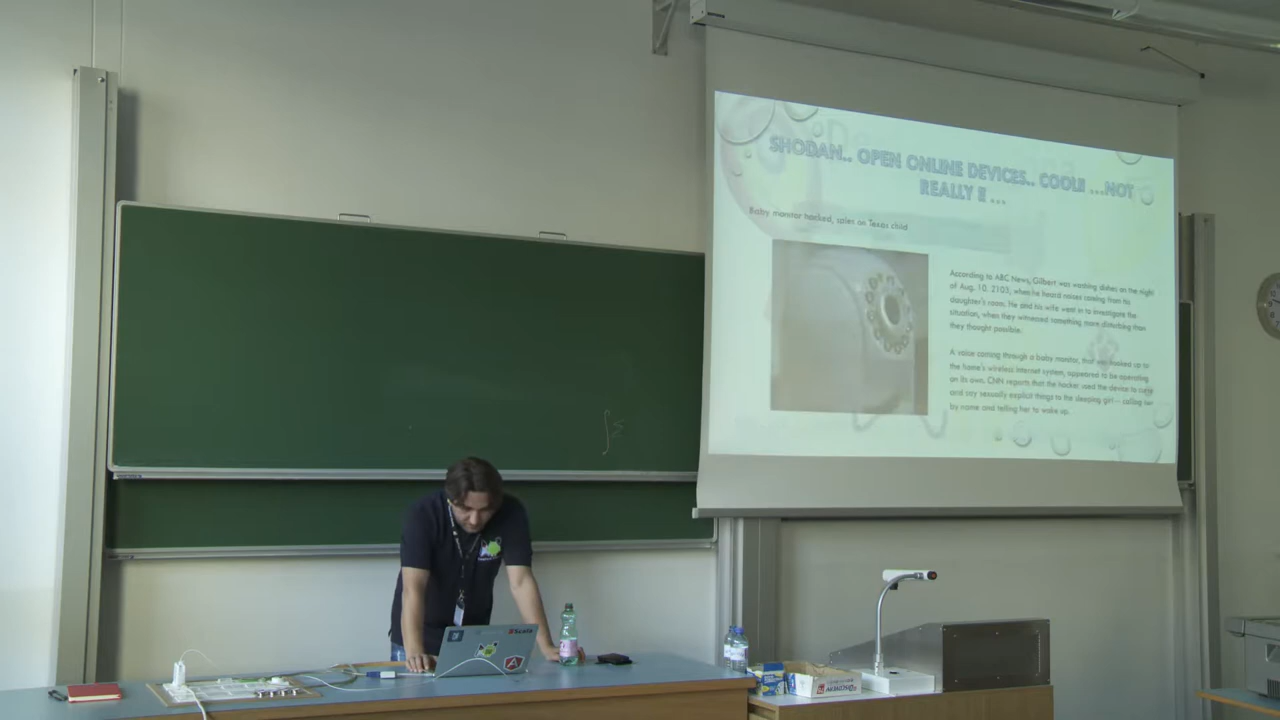 SHODAN.. OPEN ONLINE DEVICES.. COOL! ...NOT
REALLY !! ...
Baby monitor hacked, spies on Texas child
According to ABC News, Gilbert was washing dishes on the night
of Aug. 10, 2103, when he heard noises coming from his
daughter's room. He and his wife went in to investigate the
situation, when they witnessed something more disturbing than
they thought possible.
A voice coming through a baby monitor, that was hooked up to
the home's wireless internet system, appeared to be operating
on its own. CNN reports that the hacker used the device to curse
and say sexually explicit things to the sleeping girl — calling her
by name and telling her to wake up.
Scala